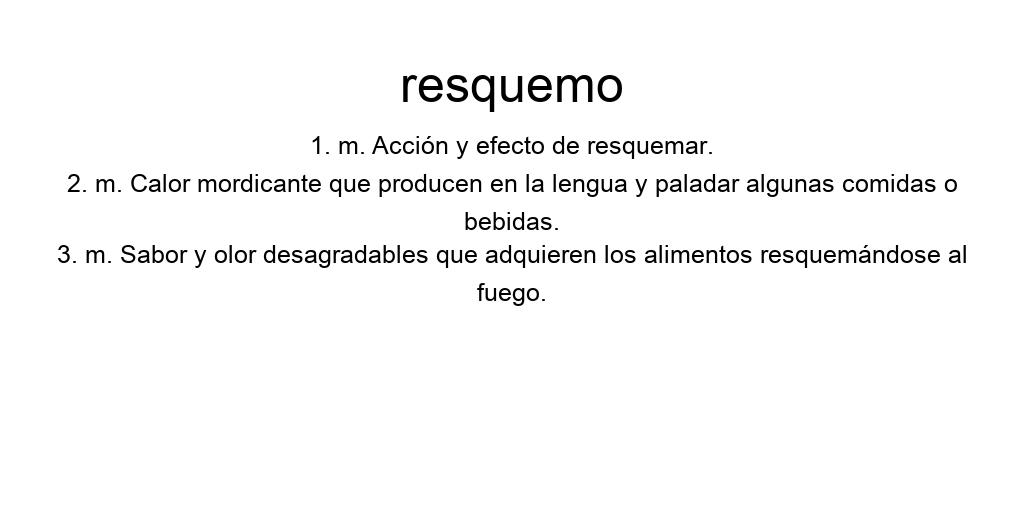 resquemo
1. m. Acción y efecto de resquemar.
2. m. Calor mordicante que producen en la lengua y paladar algunas comidas o
bebidas.
3. m. Sabor y olor desagradables que adquieren los alimentos resquemándose al
fuego.